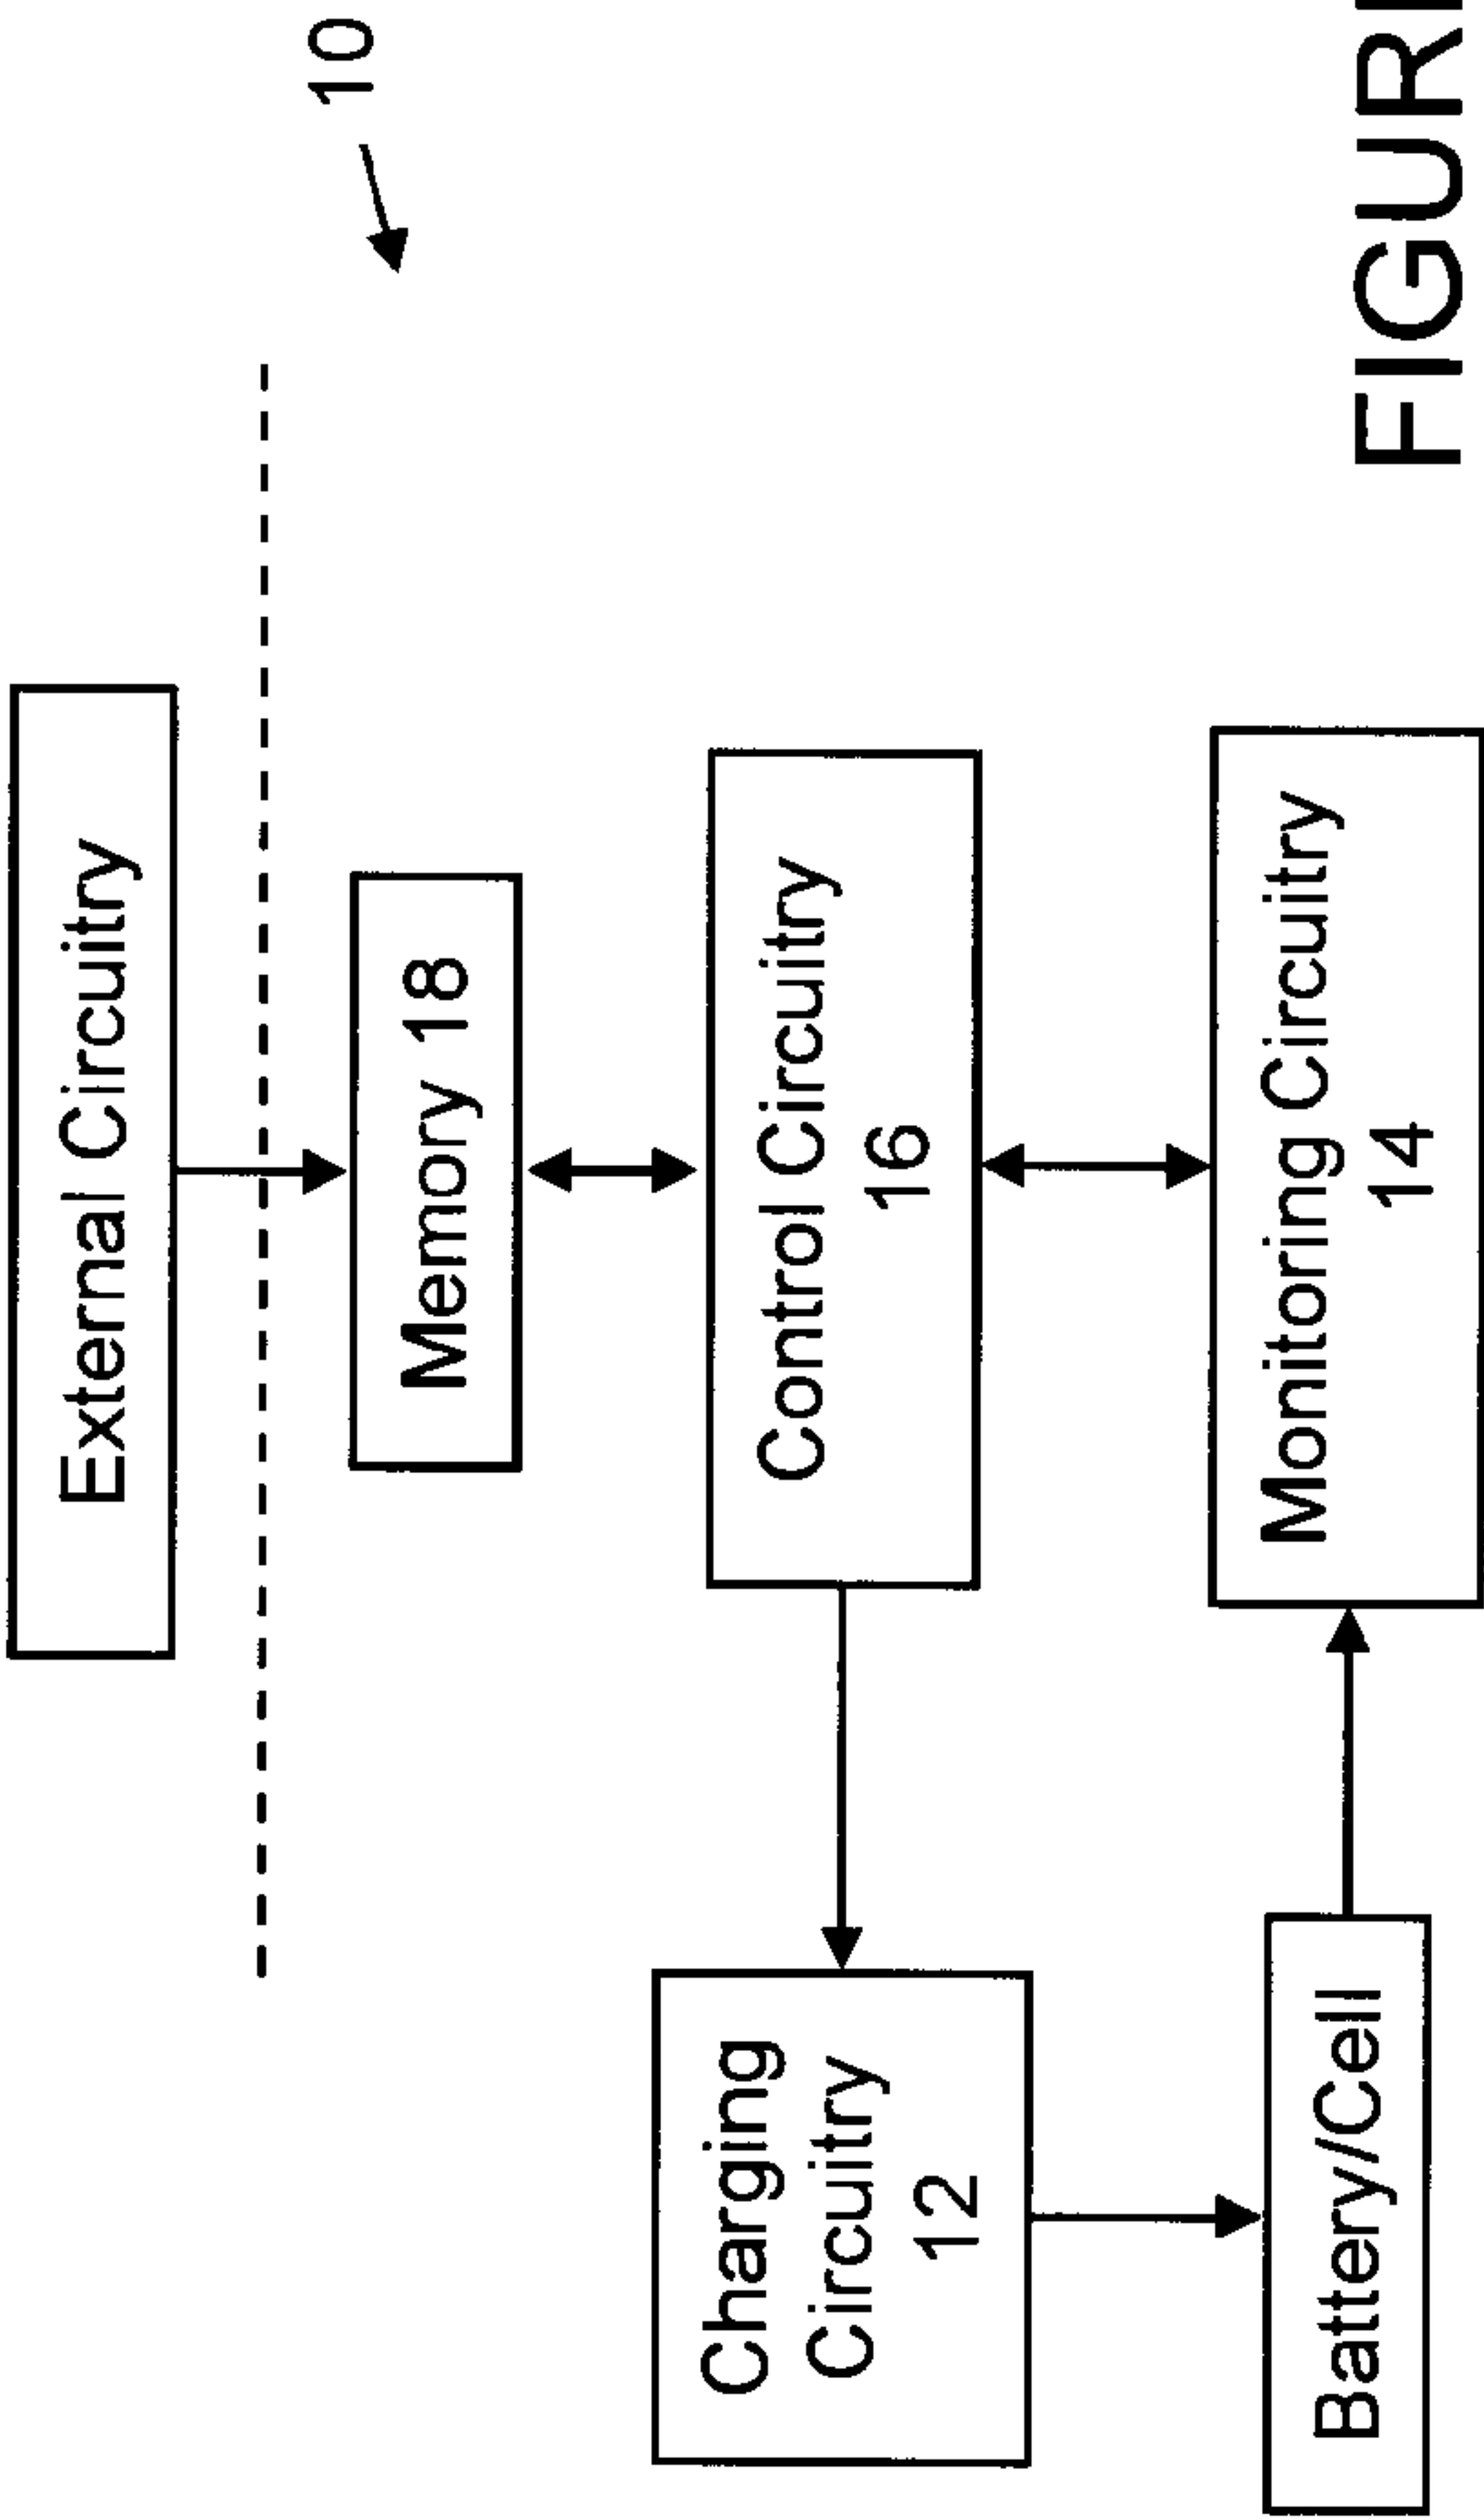 External Circuitry
10
Memory 18
Charging
Circuitry
12
Control Circuitry
16
Battery/Cell
Monitoring Circuitry
14
FIGUR